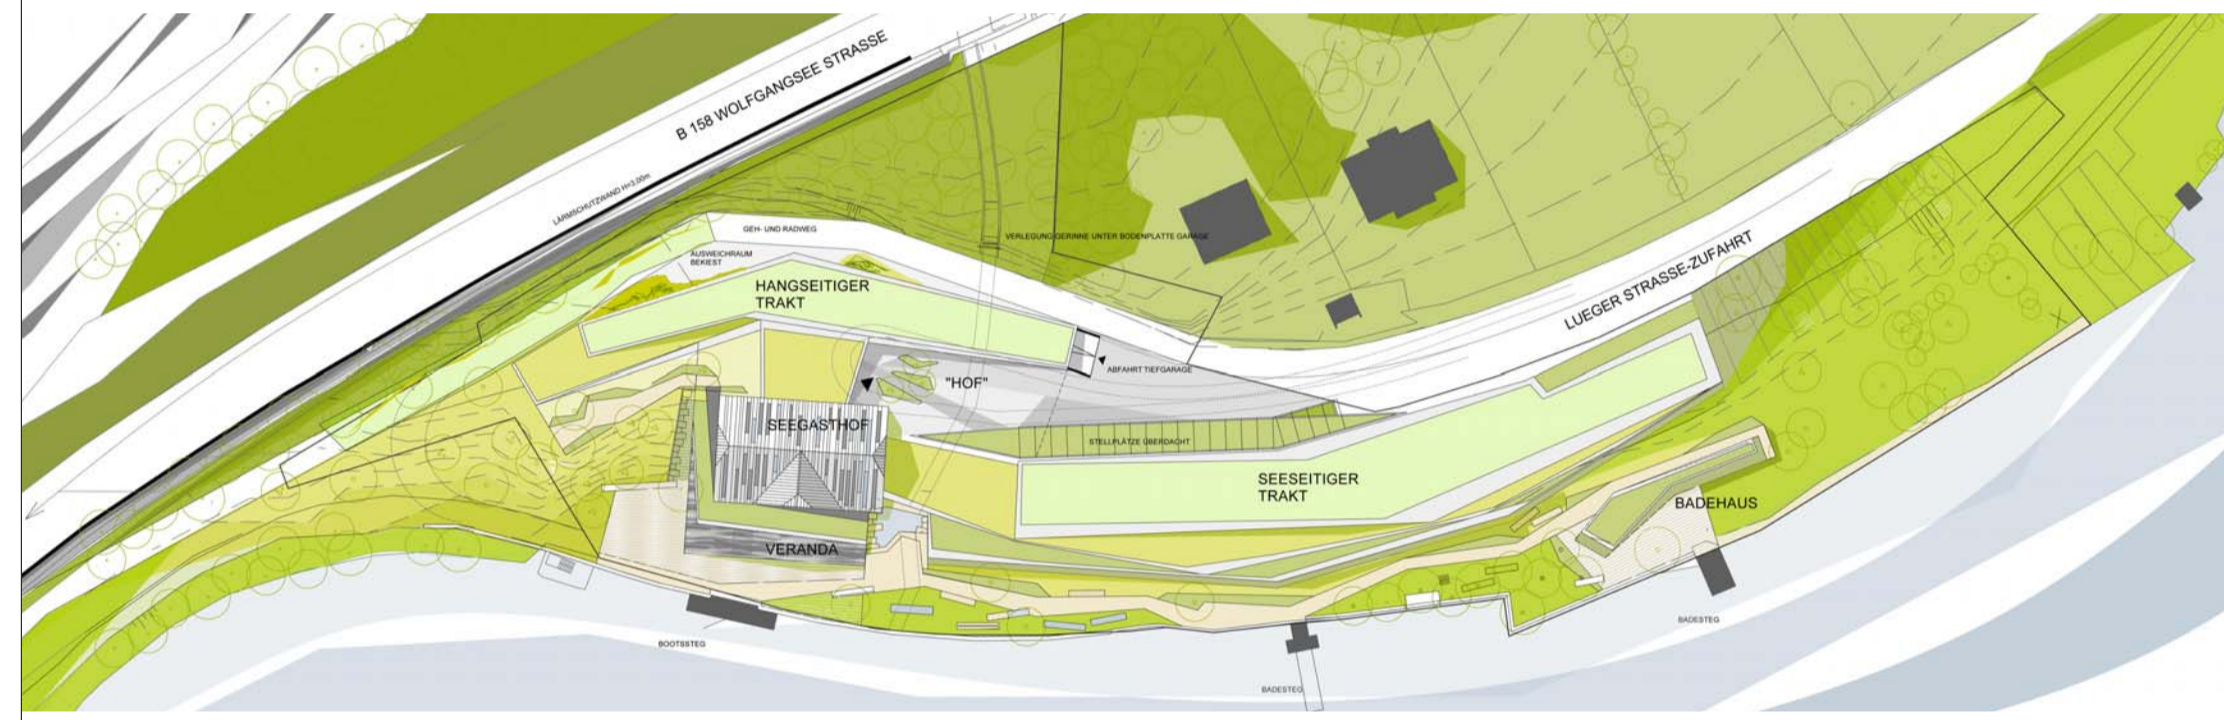 B 158 WOLFGANGSEE STRASSE
LÄRMSCHUTZWAND H=3,00m
GEH- UND RADWEG
VERLEGUNG GERINNE UNTER BODENPLATTE GARAGE
AUSWEICHRAUM
BEKIEST
LUEGER STRASSE-ZUFAHRT
HANGSEITIGER
TRAKT
ABFAHRT TIEFGARAGE
"HOF"
SEEGASTHOF
STELLPLÄTZE ÜBERDACHT
SEESEITIGER
TRAKT
BADEHAUS
VERANDA
BOOTSSTEG
BADESTEG
BADESTEG